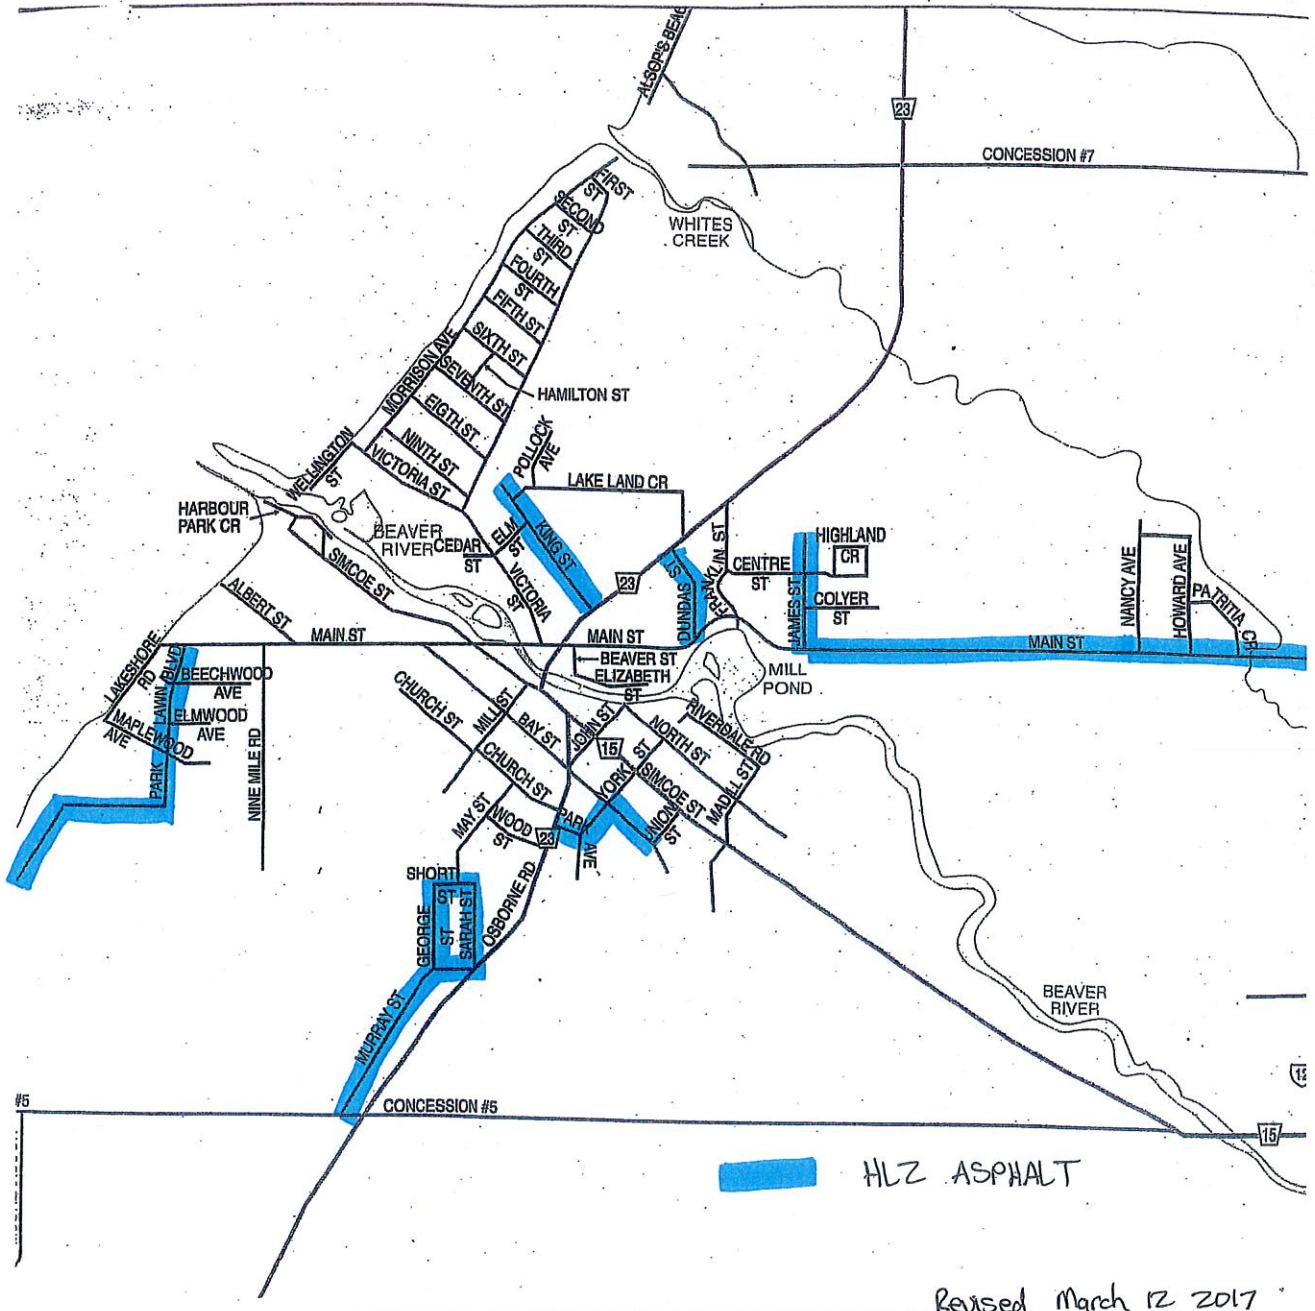 ALSOP'S BEA
23
CONCESSION #7
FIRST
ST
SECOND
ST
THIRD
ST
WHITES
CREEK
FOURTH
ST
FIFTH ST
SIXTH ST
MORRISON AVE
SEVENTH ST
HAMILTON ST
EIGTH ST
NINTH ST
VICTORIA ST
WELLINGTON
ST
POLLOCK
AVE
LAKE LAND CR
HARBOUR
PARK CR
BEAVER
RIVER
CEDAR
ST
ELM
ST
KING ST
VICTORIA
ST
SIMCOE ST
23
DUNDAS
ST
FRANKLIN ST
CENTRE
ST
HIGHLAND
CR
JAMES ST
COLYER
ST
NANCY AVE
HOWARD AVE
PATRITIA
CR
ALBERT ST
MAIN ST
MAIN ST
MAIN ST
LAKESHORE
RD
PARK LAWN BLVD
BEECHWOOD
AVE
ELMWOOD
AVE
MAPLEWOOD
AVE
NINE MILE RD
BEAVER ST
ELIZABETH
ST
MILL
POND
CHURCH ST
MILL ST
BAY ST
JOHN ST
15
NORTH ST
RIVERDALE RD
CHURCH ST
YORK ST
SIMCOE ST
MADILL ST
UNION
ST
MAY ST
WOOD
ST
23
PARK
AVE
SHORT
ST
GEORGE
ST
SARAH ST
OSBORNE RD
MURRAY ST
BEAVER
RIVER
12
#5
CONCESSION #5
15
HLZ ASPHALT
Revised March 12 2017